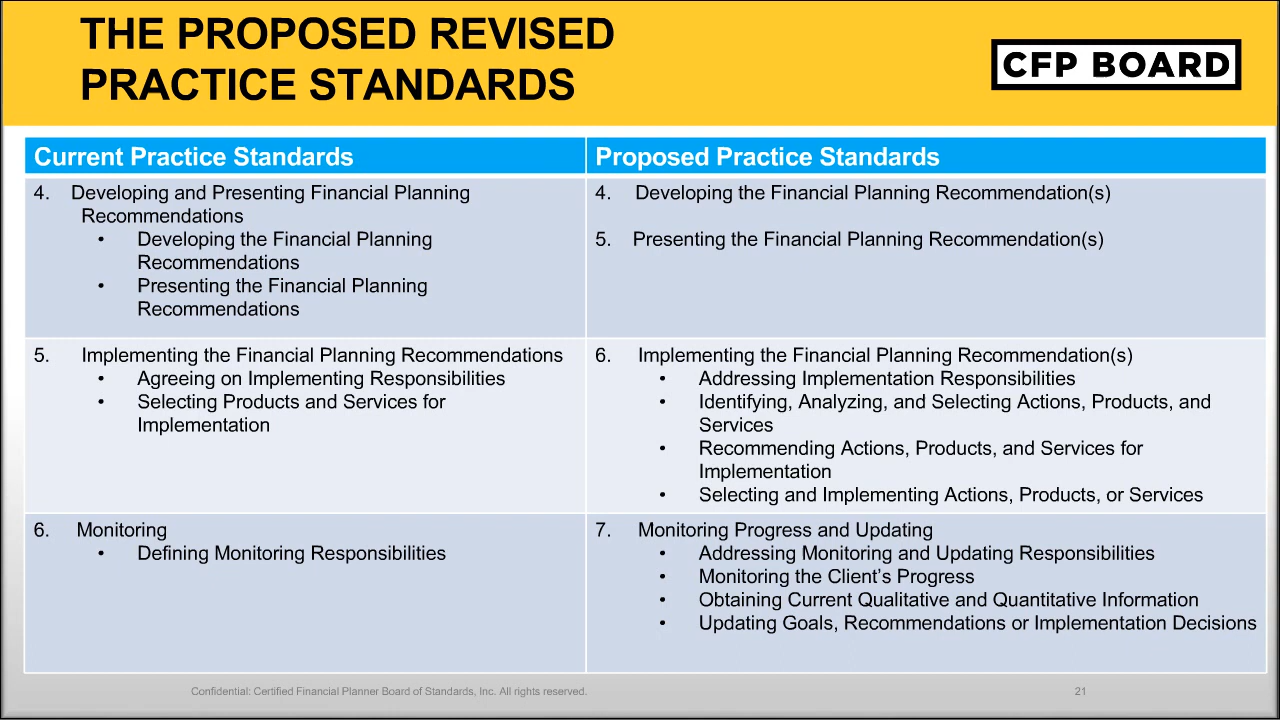 THE PROPOSED REVISED
PRACTICE STANDARDS
CFP BOARD
Current Practice Standards
Proposed Practice Standards
4. Developing and Presenting Financial Planning
Recommendations
• Developing the Financial Planning
Recommendations
• Presenting the Financial Planning
Recommendations
4. Developing the Financial Planning Recommendation(s)
5. Presenting the Financial Planning Recommendation(s)
5. Implementing the Financial Planning Recommendations
• Agreeing on Implementing Responsibilities
• Selecting Products and Services for
Implementation
6. Implementing the Financial Planning Recommendation(s)
• Addressing Implementation Responsibilities
• Identifying, Analyzing, and Selecting Actions, Products, and
Services
• Recommending Actions, Products, and Services for
Implementation
• Selecting and Implementing Actions, Products, or Services
6. Monitoring
• Defining Monitoring Responsibilities
7. Monitoring Progress and Updating
• Addressing Monitoring and Updating Responsibilities
• Monitoring the Client's Progress
• Obtaining Current Qualitative and Quantitative Information
• Updating Goals, Recommendations or Implementation Decisions
Confidential: Certified Financial Planner Board of Standards, Inc. All rights reserved.
21